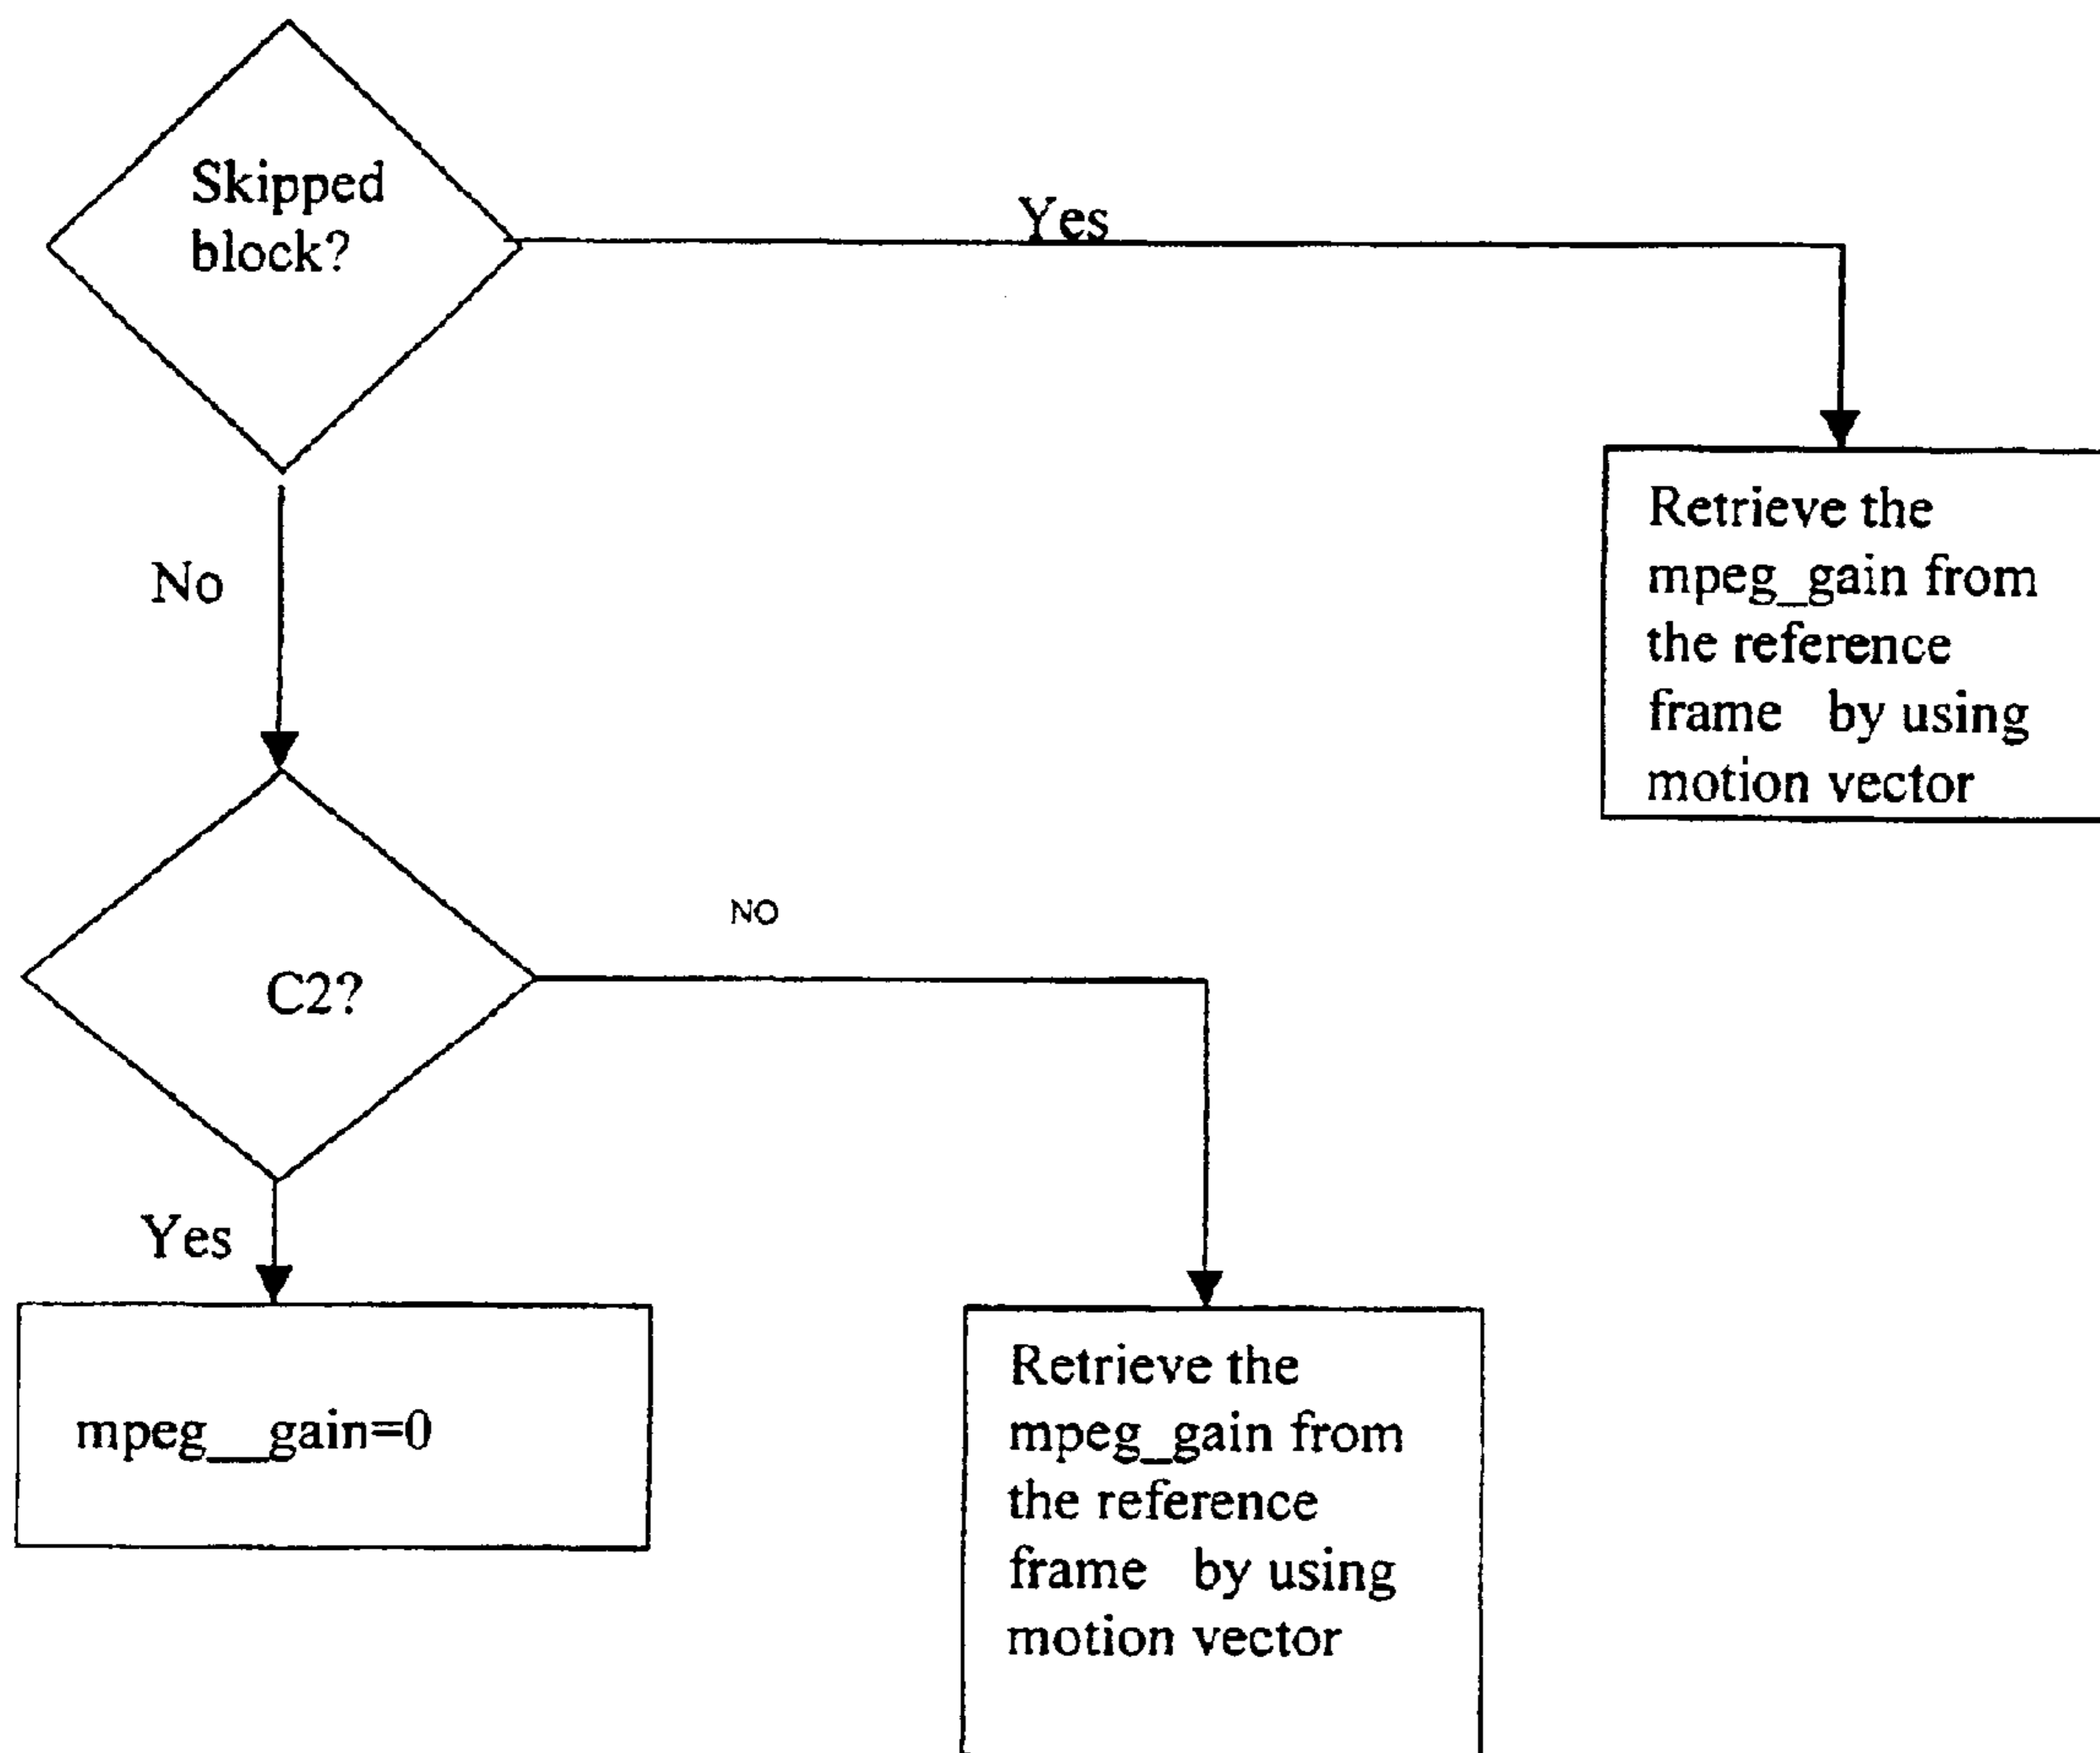 Skipped
block?
Yes
No
Retrieve the
mpeg_gain from
the reference
frame by using
motion vector
C2?
NO
Yes
mpeg__gain=0
Retrieve the
mpeg_gain from
the reference
frame by using
motion vector